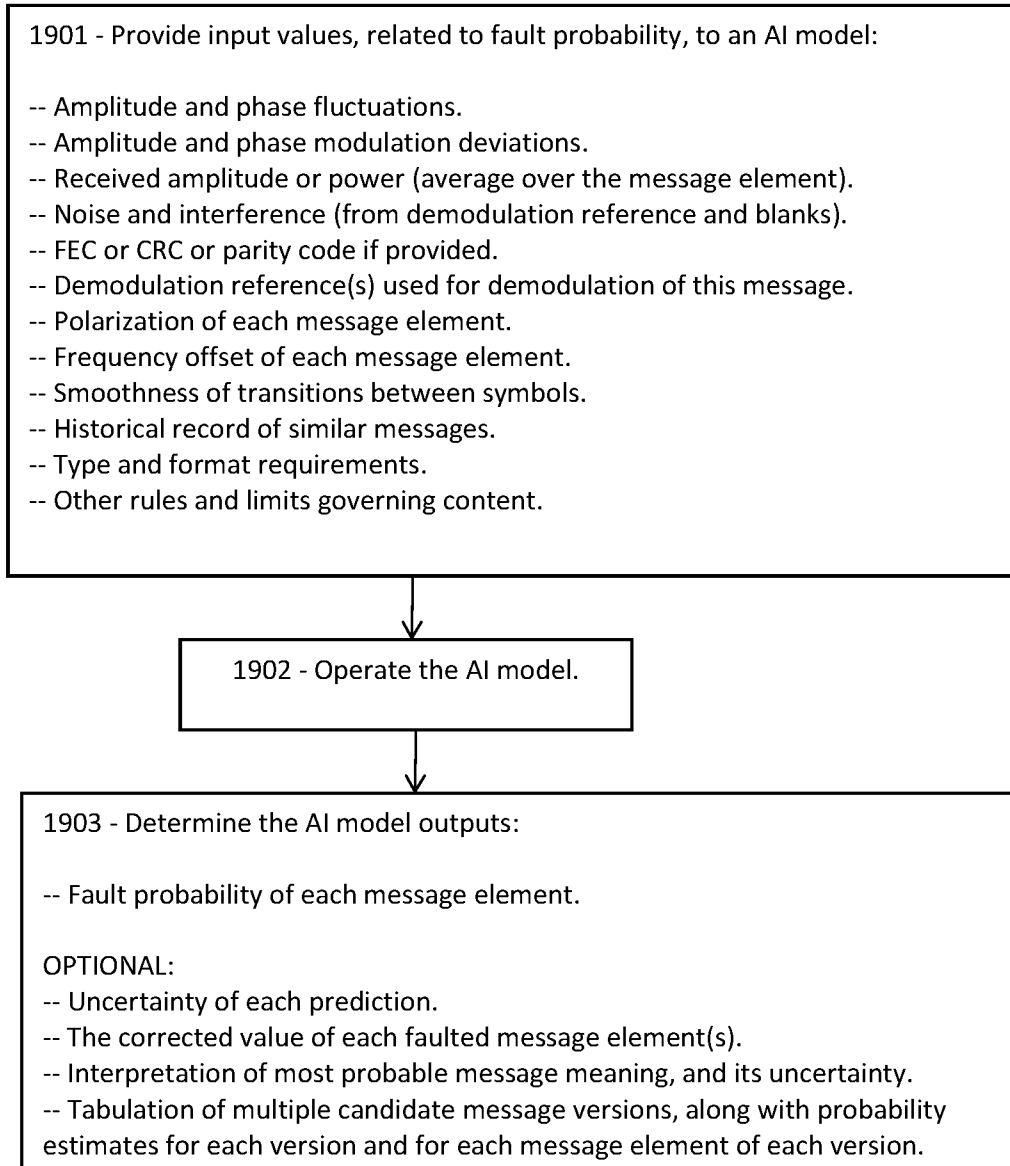 1901 - Provide input values, related to fault probability, to an AI model:
-- Amplitude and phase fluctuations.
-- Amplitude and phase modulation deviations.
-- Received amplitude or power (average over the message element).
-- Noise and interference (from demodulation reference and blanks).
-- FEC or CRC or parity code if provided.
-- Demodulation reference(s) used for demodulation of this message.
-- Polarization of each message element.
-- Frequency offset of each message element.
-- Smoothness of transitions between symbols.
-- Historical record of similar messages.
-- Type and format requirements.
-- Other rules and limits governing content.
1902 - Operate the AI model.
1903 - Determine the AI model outputs:
-- Fault probability of each message element.
OPTIONAL:
-- Uncertainty of each prediction.
-- The corrected value of each faulted message element(s).
-- Interpretation of most probable message meaning, and its uncertainty.
-- Tabulation of multiple candidate message versions, along with probability
estimates for each version and for each message element of each version.